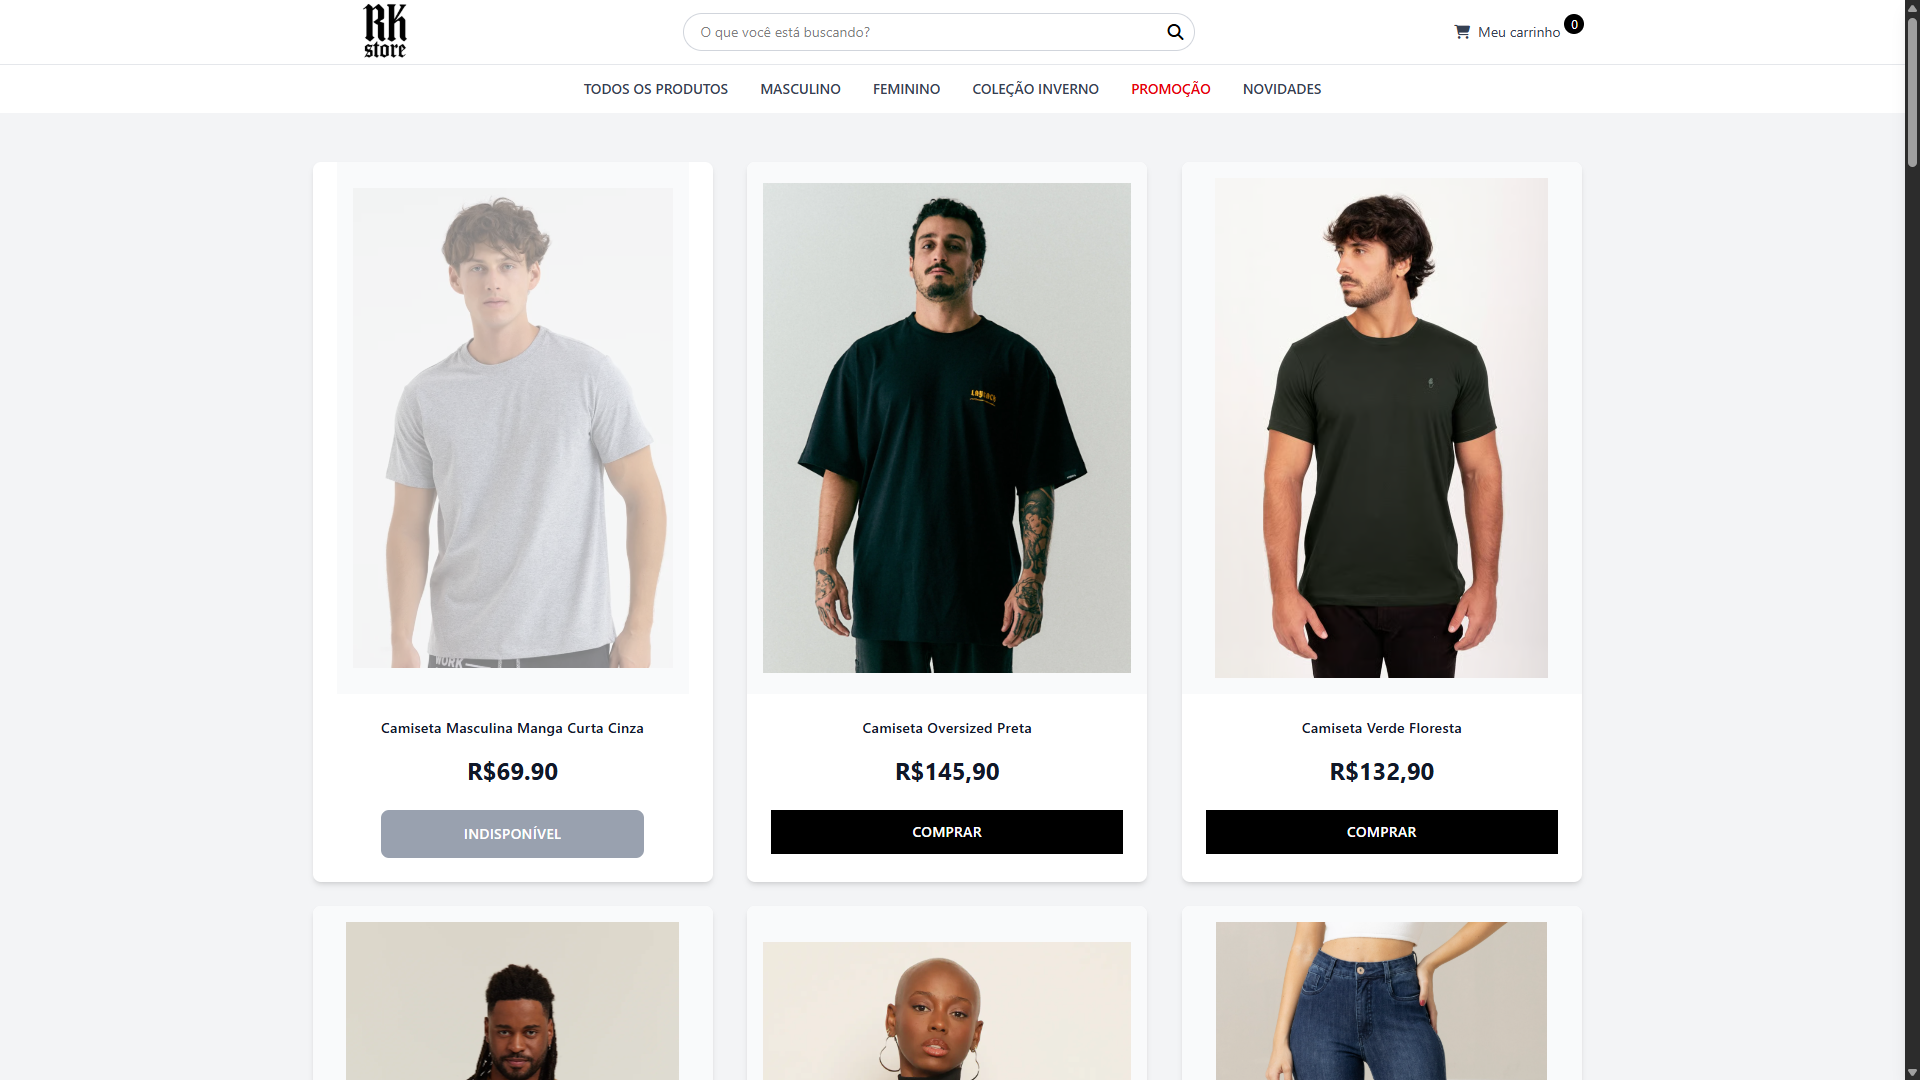 RK
store
O que você está buscando?
Meu carrinho
0
TODOS OS PRODUTOS
MASCULINO
FEMININO
COLEÇÃO INVERNO
PROMOÇÃO
NOVIDADES
WORK
Camiseta Masculina Manga Curta Cinza
R$69.90
INDISPONÍVEL
Camiseta Oversized Preta
R$145,90
COMPRAR
Camiseta Verde Floresta
R$132,90
COMPRAR